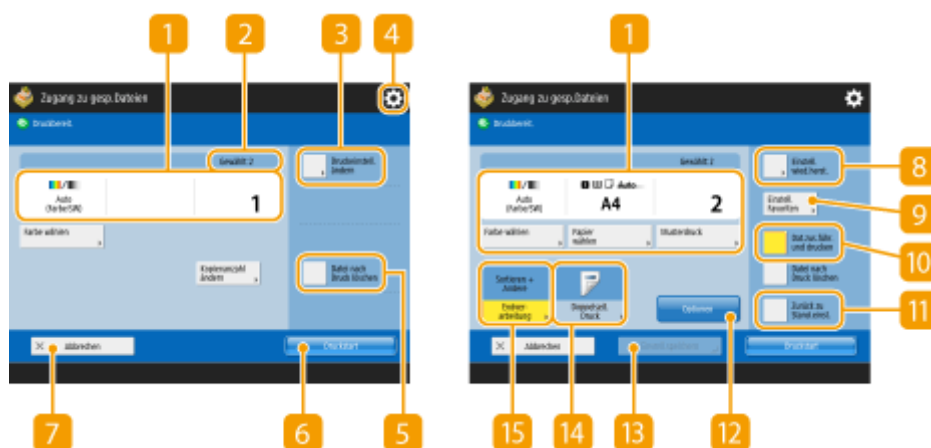 1
2
3
4
Zugang zu gesp.Dateien
Druckbereit.
Gewählt 2
Auto
(Farbe/SW)
1
Farbe wählen
Kopienanzahl
ändern
Druckeinstell.
ändern
Datei nach
Druck löschen
Abbrechen
Druckstart
7
6
5
1
Zugang zu gesp.Dateien
Druckbereit.
Gewählt 2
Auto
(Farbe/SW)
Auto...
A4
2
Farbe wählen
Papier
wählen
Musterdruck
Sortieren +
Andere
Endver-
arbeitung
Doppelseit.
Druck
Optionen
Einstell.
wied.herst.
Einstell.
Favoriten
Dat.zus.führ.
und drucken
Datei nach
Druck löschen
Zurück zu
Stand.einst.
Abbrechen
Druckstart
8
9
10
11
15
14
13
12